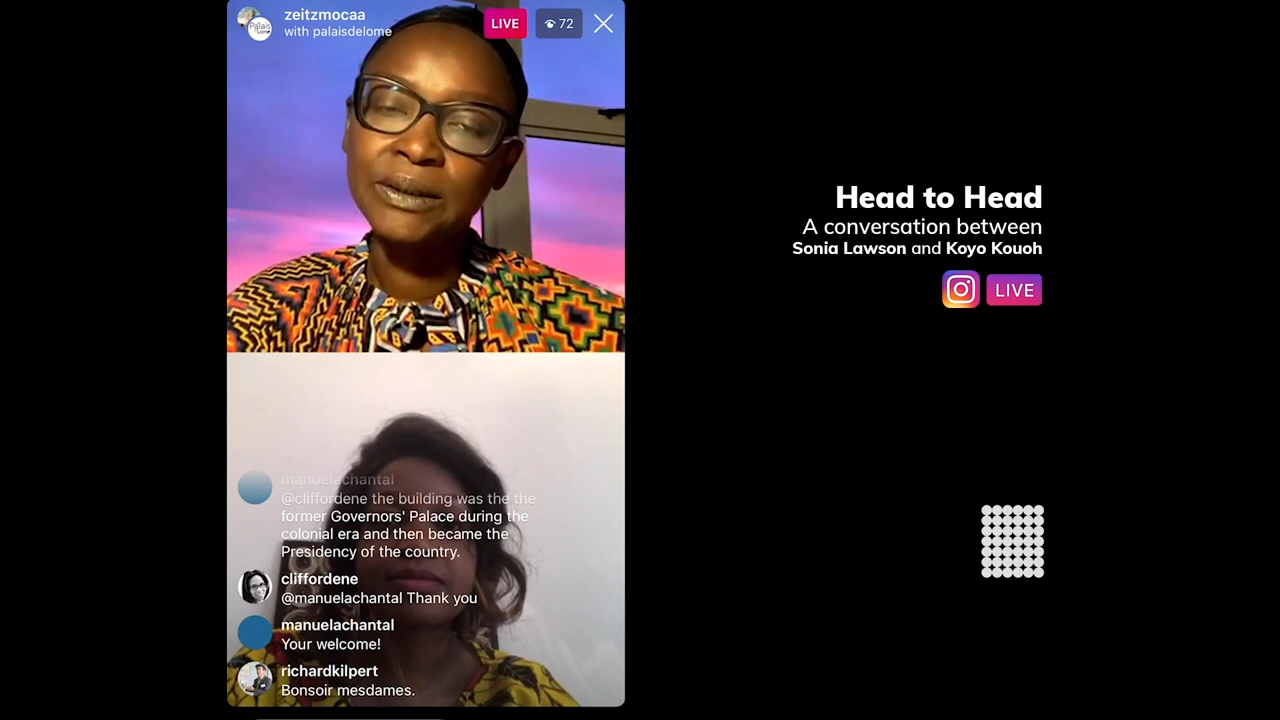 zeitzmocaa
with palaisdelome
LIVE
72
manuelachantal
@cliffordene the building was the the
former Governors' Palace during the
colonial era and then became the
Presidency of the country.
cliffordene
@manuelachantal Thank you
manuelachantal
Your welcome!
richardkilpert
Bonsoir mesdames.
Head to Head
A conversation between
Sonia Lawson and Koyo Kouoh
LIVE